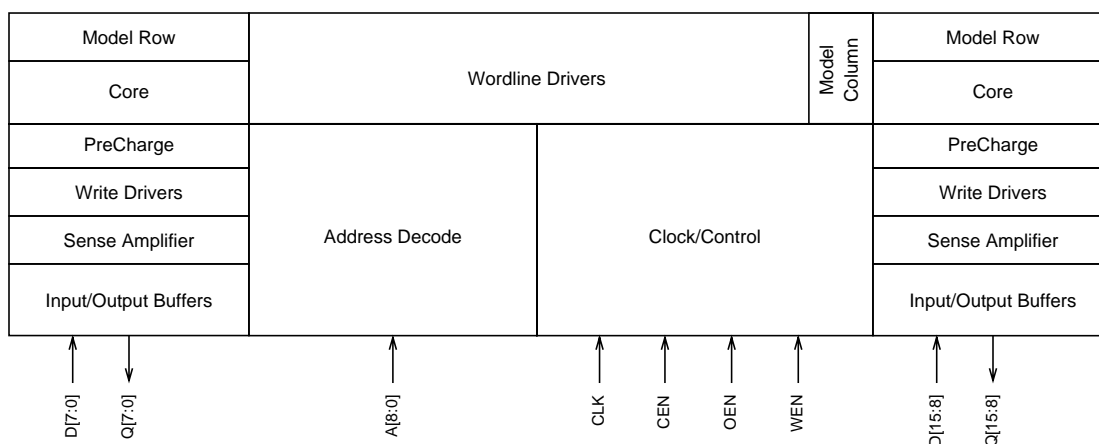 Model Row
Core
PreCharge
Write Drivers
Sense Amplifier
Input/Output Buffers
Wordline Drivers
Model
Column
Address Decode
Clock/Control
Model Row
Core
PreCharge
Write Drivers
Sense Amplifier
Input/Output Buffers
D[7:0]
Q[7:0]
A[8:0]
CLK
CEN
OEN
WEN
D[15:8]
Q[15:8]